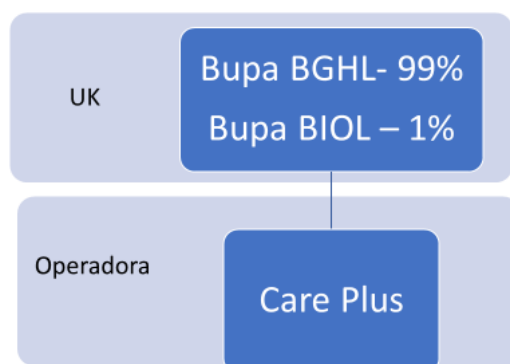 UK
Bupa BGHL- 99%
Bupa BIOL – 1%
Operadora
Care Plus